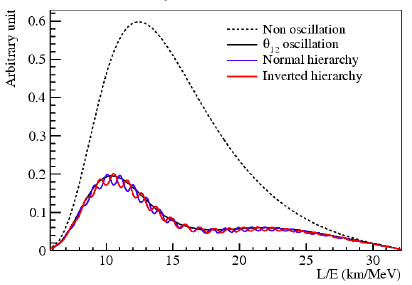 Arbitrary unit
0.6
0.5
0.4
0.3
0.2
0.1
0
Non oscillation
θ12 oscillation
Normal hierarchy
Inverted hierarchy
10 15 20 25 30
L/E (km/MeV)